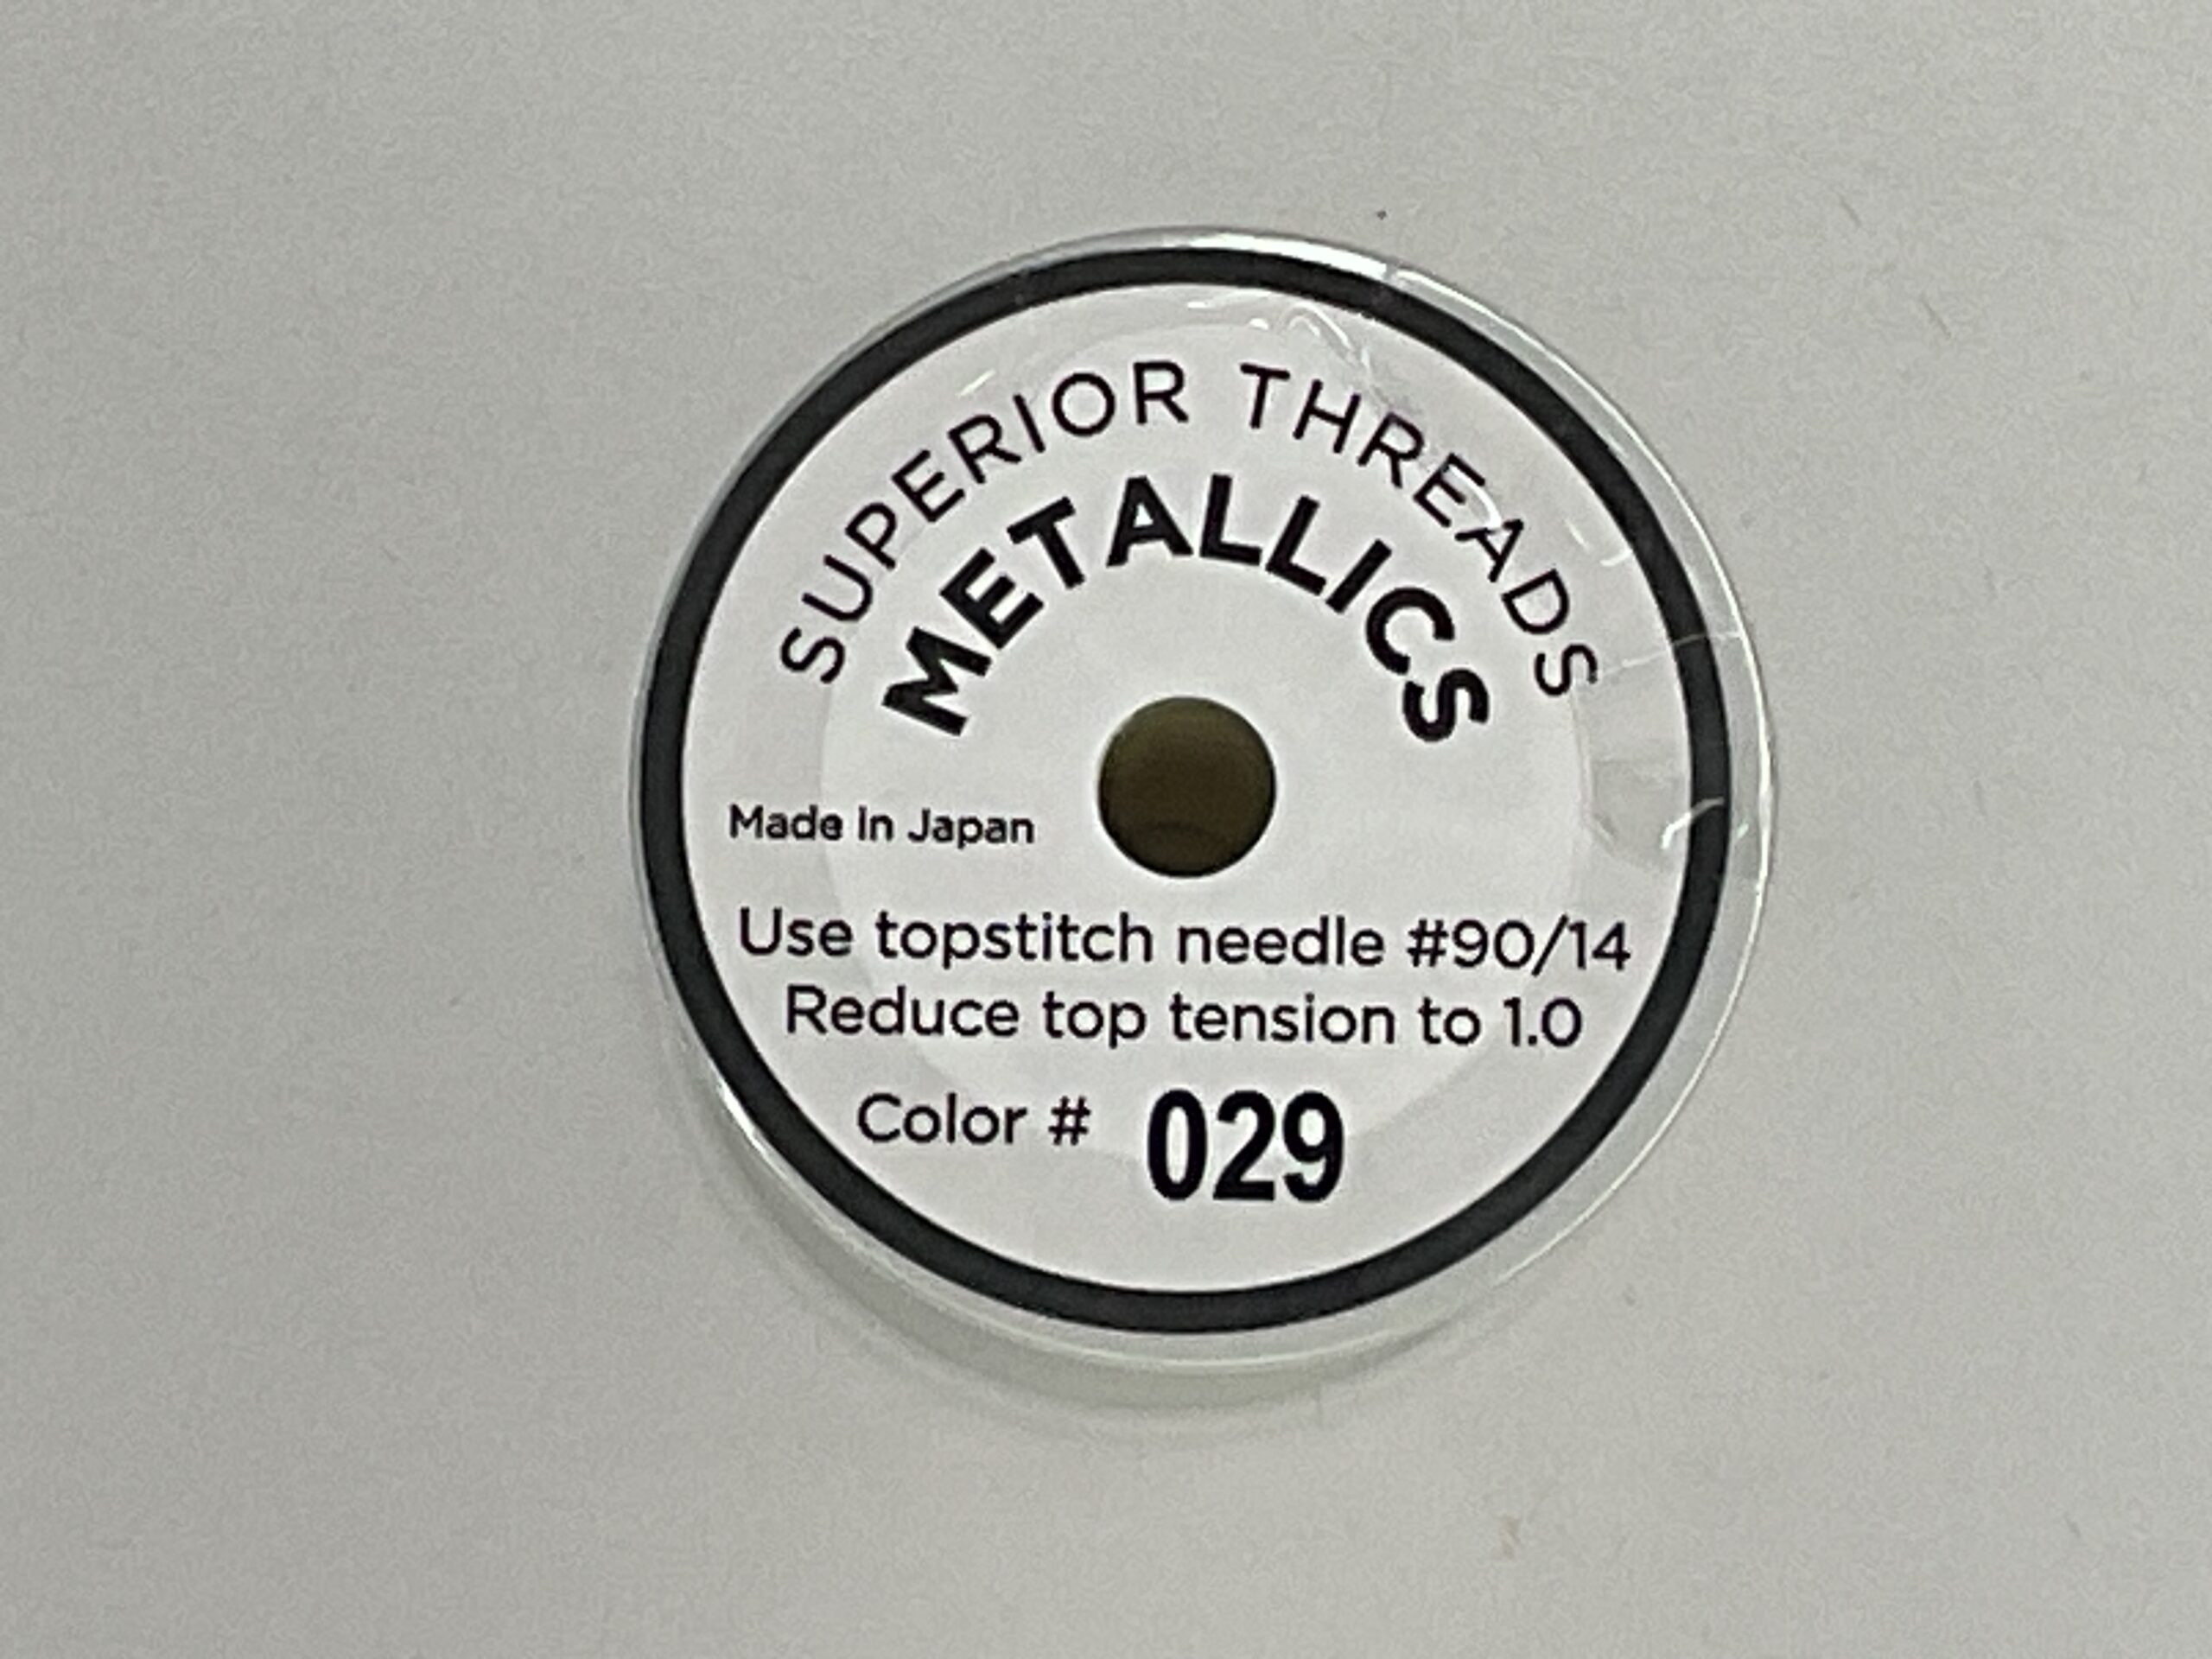 SUPERIOR THREADS
METALLICS
Made in Japan
Use topstitch needle #90/14
Reduce top tension to 1.0
Color # 029